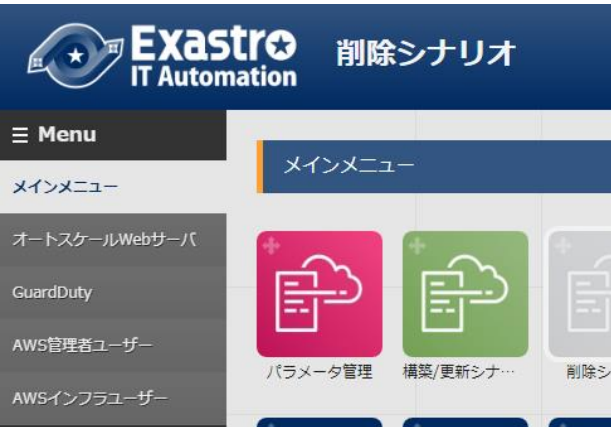 Exastro
IT Automation
削除シナリオ
Menu
メインメニュー
オートスケールWebサーバ
GuardDuty
AWS管理者ユーザー
AWSインフラユーザー
メインメニュー
パラメータ管理
構築/更新シナ…
削除シ